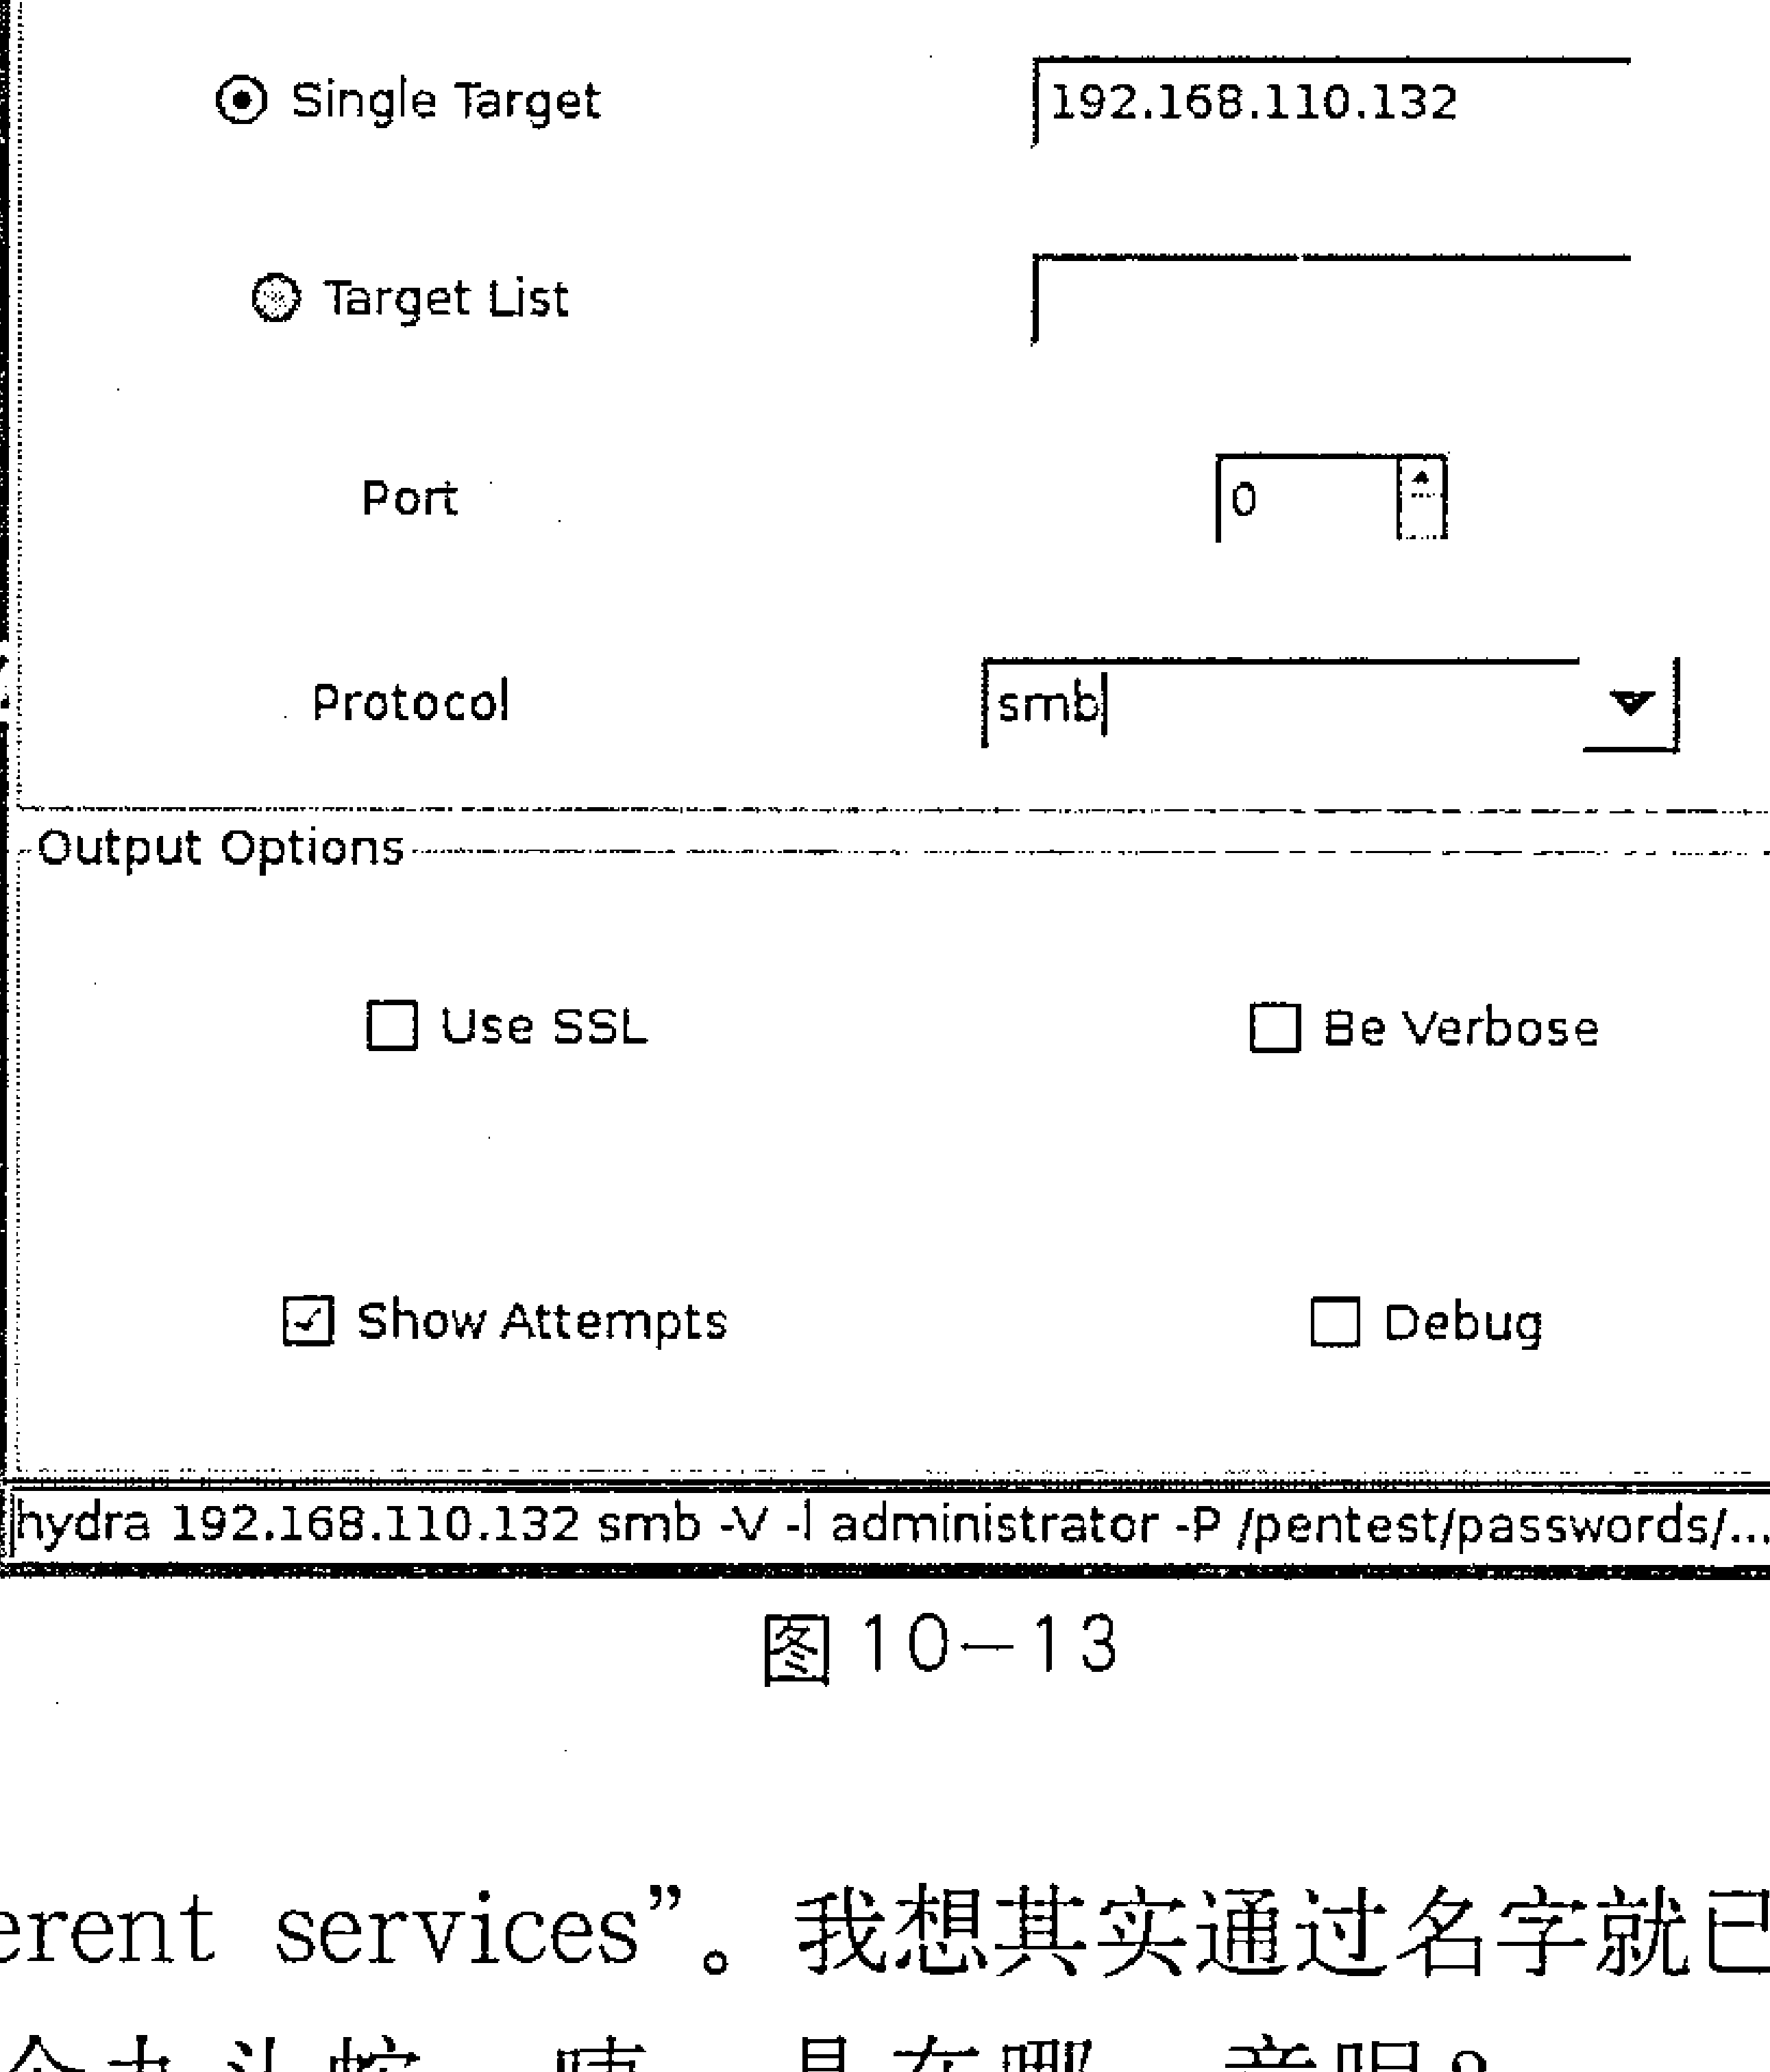 Single Target 192.168.110.132
Target List
Port 0
Protocol smb
Output Options
Use SSL Be Verbose
Show Attempts Debug
hydra 192.168.110.132 smb -V -l administrator -P /pentest/passwords/...
图 10-13
erent services”。我想其实通过名字就已